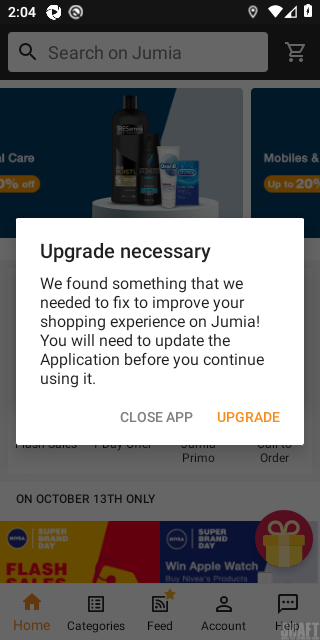 2:04
Search on Jumia
al Care
0% off
Mobiles &
Up to 20%
Upgrade necessary
We found something that we
needed to fix to improve your
shopping experience on Jumia!
You will need to update the
Application before you continue
using it.
CLOSE APP UPGRADE
Flash Sales 1 Day Offer Jumia Primo Call to Order
ON OCTOBER 13TH ONLY
NIVEA SUPER BRAND DAY
FLASH
NIVEA SUPER BRAND DAY
Win Apple Watch
Buy Nivea's Products
Home Categories Feed Account Help